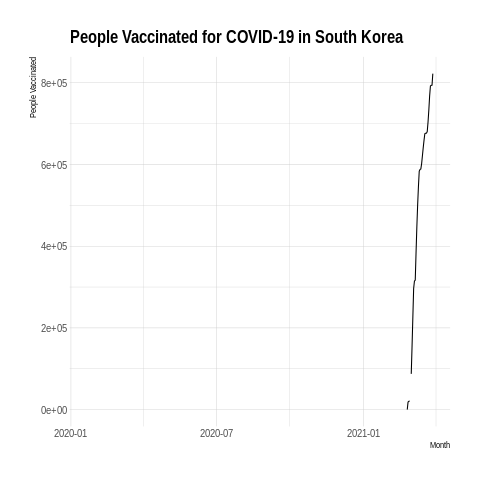 People Vaccinated for COVID-19 in South Korea
People Vaccinated
8e+05
6e+05
4e+05
2e+05
0e+00
2020-01 2020-07 2021-01
Month